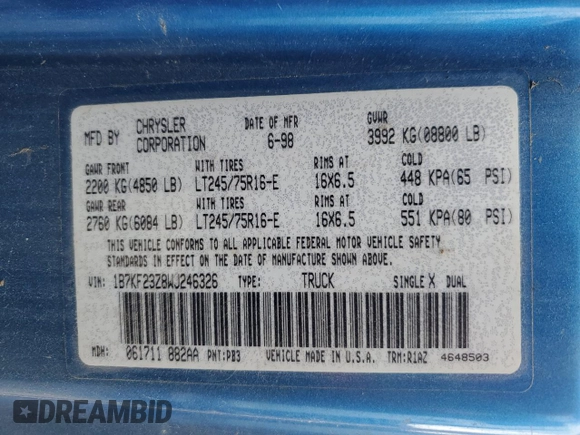 MFD BY CHRYSLER CORPORATION DATE OF MFR 6-98 GVWR 3992 KG(08800 LB)
GAWR FRONT WITH TIRES RIMS AT COLD
2200 KG(4850 LB) LT245/75R16-E 16X6.5 448 KPA(65 PSI)
GAWR REAR WITH TIRES RIMS AT COLD
2760 KG(6084 LB) LT245/75R16-E 16X6.5 551 KPA(80 PSI)
THIS VEHICLE CONFORMS TO ALL APPLICABLE FEDERAL MOTOR VEHICLE SAFETY
STANDARDS IN EFFECT ON THE DATE OF MANUFACTURE SHOWN ABOVE.
VIN: 1B7KF23Z8WJ246326 TYPE: TRUCK SINGLE X DUAL
MDH: 061711 882AA PNT:PB3 VEHICLE MADE IN U.S.A. TRM:R1AZ 4648503
DREAMBID